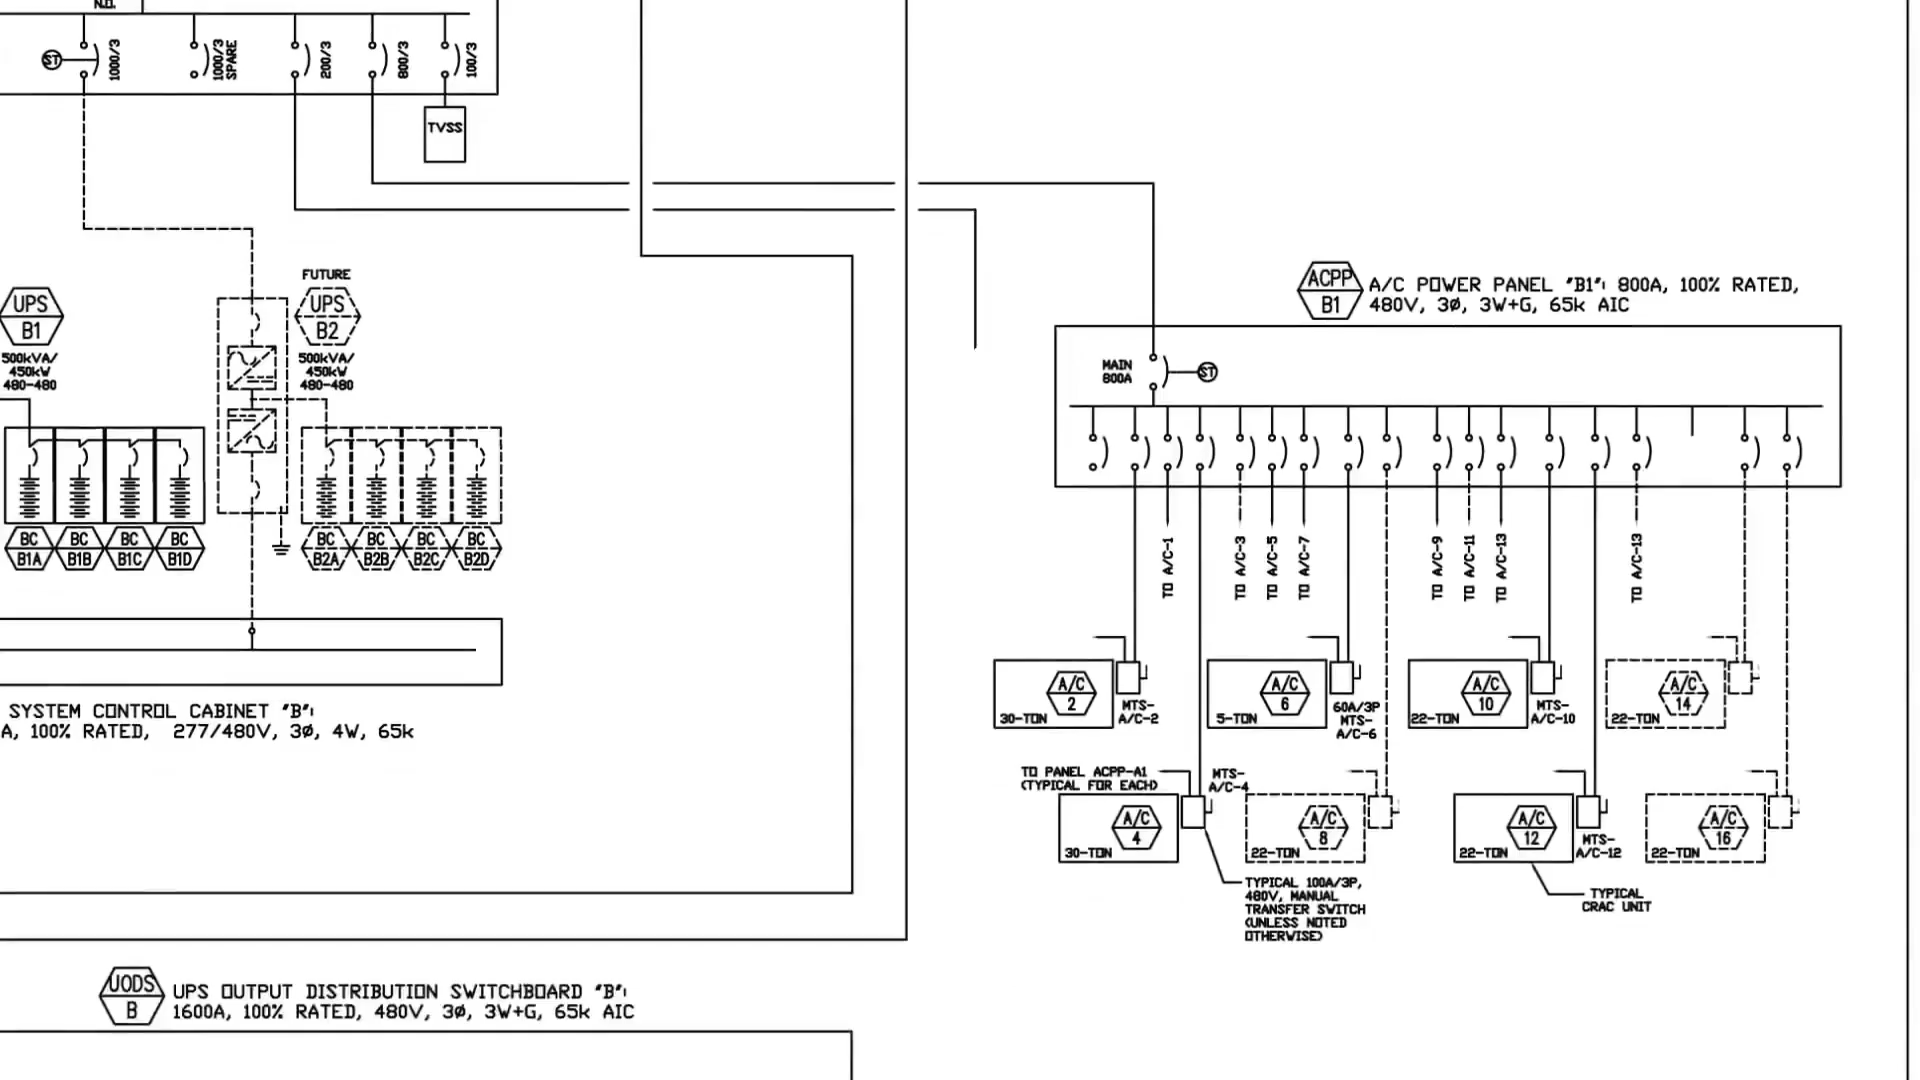 N.O.
ST
1000/3
1000/3
SPARE
200/3
800/3
100/3
TVSS
FUTURE
UPS
B1
500kVA/
450kW
480-480
UPS
B2
500kVA/
450kW
480-480
BC
B1A
BC
B1B
BC
B1C
BC
B1D
BC
B2A
BC
B2B
BC
B2C
BC
B2D
SYSTEM CONTROL CABINET "B":
A, 100% RATED, 277/480V, 3ø, 4W, 65k
UODS
B
UPS OUTPUT DISTRIBUTION SWITCHBOARD "B":
1600A, 100% RATED, 480V, 3ø, 3W+G, 65k AIC
ACPP
B1
A/C POWER PANEL "B1": 800A, 100% RATED,
480V, 3ø, 3W+G, 65k AIC
MAIN
800A
ST
TO A/C-1
TO A/C-3
TO A/C-5
TO A/C-7
TO A/C-9
TO A/C-11
TO A/C-13
TO A/C-13
A/C
2
30-TON
MTS-
A/C-2
A/C
6
5-TON
60A/3P
MTS-
A/C-6
A/C
10
22-TON
MTS-
A/C-10
A/C
14
22-TON
TO PANEL ACPP-A1
(TYPICAL FOR EACH)
MTS-
A/C-4
A/C
4
30-TON
A/C
8
22-TON
A/C
12
22-TON
MTS-
A/C-12
A/C
16
22-TON
TYPICAL 100A/3P,
480V, MANUAL
TRANSFER SWITCH
(UNLESS NOTED
OTHERWISE)
TYPICAL
CRAC UNIT